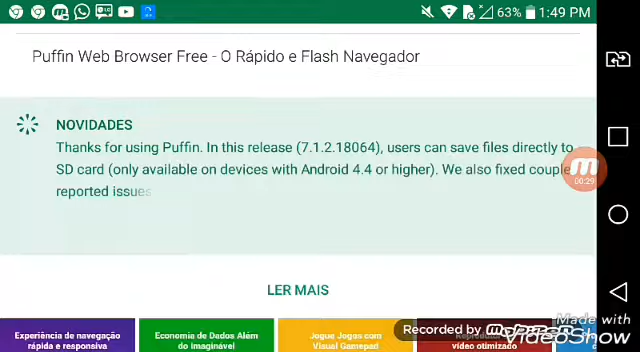 63% 1:49 PM
Puffin Web Browser Free - O Rápido e Flash Navegador
NOVIDADES
Thanks for using Puffin. In this release (7.1.2.18064), users can save files directly to
SD card (only available on devices with Android 4.4 or higher). We also fixed couple
reported issues
00:29
LER MAIS
Experiência de navegação
rápida e responsiva
Economia de Dados Além
do Imaginável
Jogue Jogos com
Visual Gamepad
vídeo otimizado
Recorded by
Made with
VideoShow